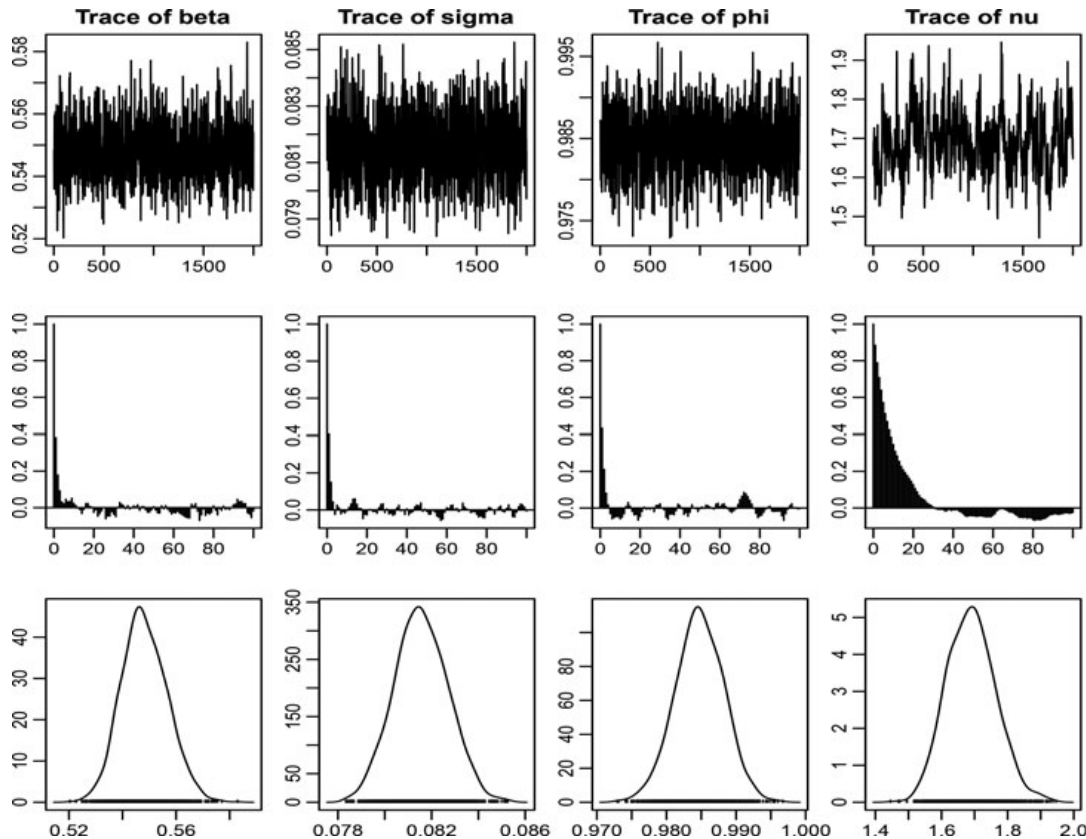 Trace of beta
Trace of sigma
Trace of phi
Trace of nu
0.52 0.54 0.56 0.58
0 500 1500
0.079 0.081 0.083 0.085
0 500 1500
0.975 0.985 0.995
0 500 1500
1.5 1.6 1.7 1.8 1.9
0 500 1500
0.0 0.2 0.4 0.6 0.8 1.0
0 20 40 60 80
0.0 0.2 0.4 0.6 0.8 1.0
0 20 40 60 80
0.0 0.2 0.4 0.6 0.8 1.0
0 20 40 60 80
0.0 0.2 0.4 0.6 0.8 1.0
0 20 40 60 80
0 10 20 30 40
0.52 0.56
0 50 150 250 350
0.078 0.082 0.086
0 20 40 60 80
0.970 0.980 0.990 1.000
0 1 2 3 4 5
1.4 1.6 1.8 2.0